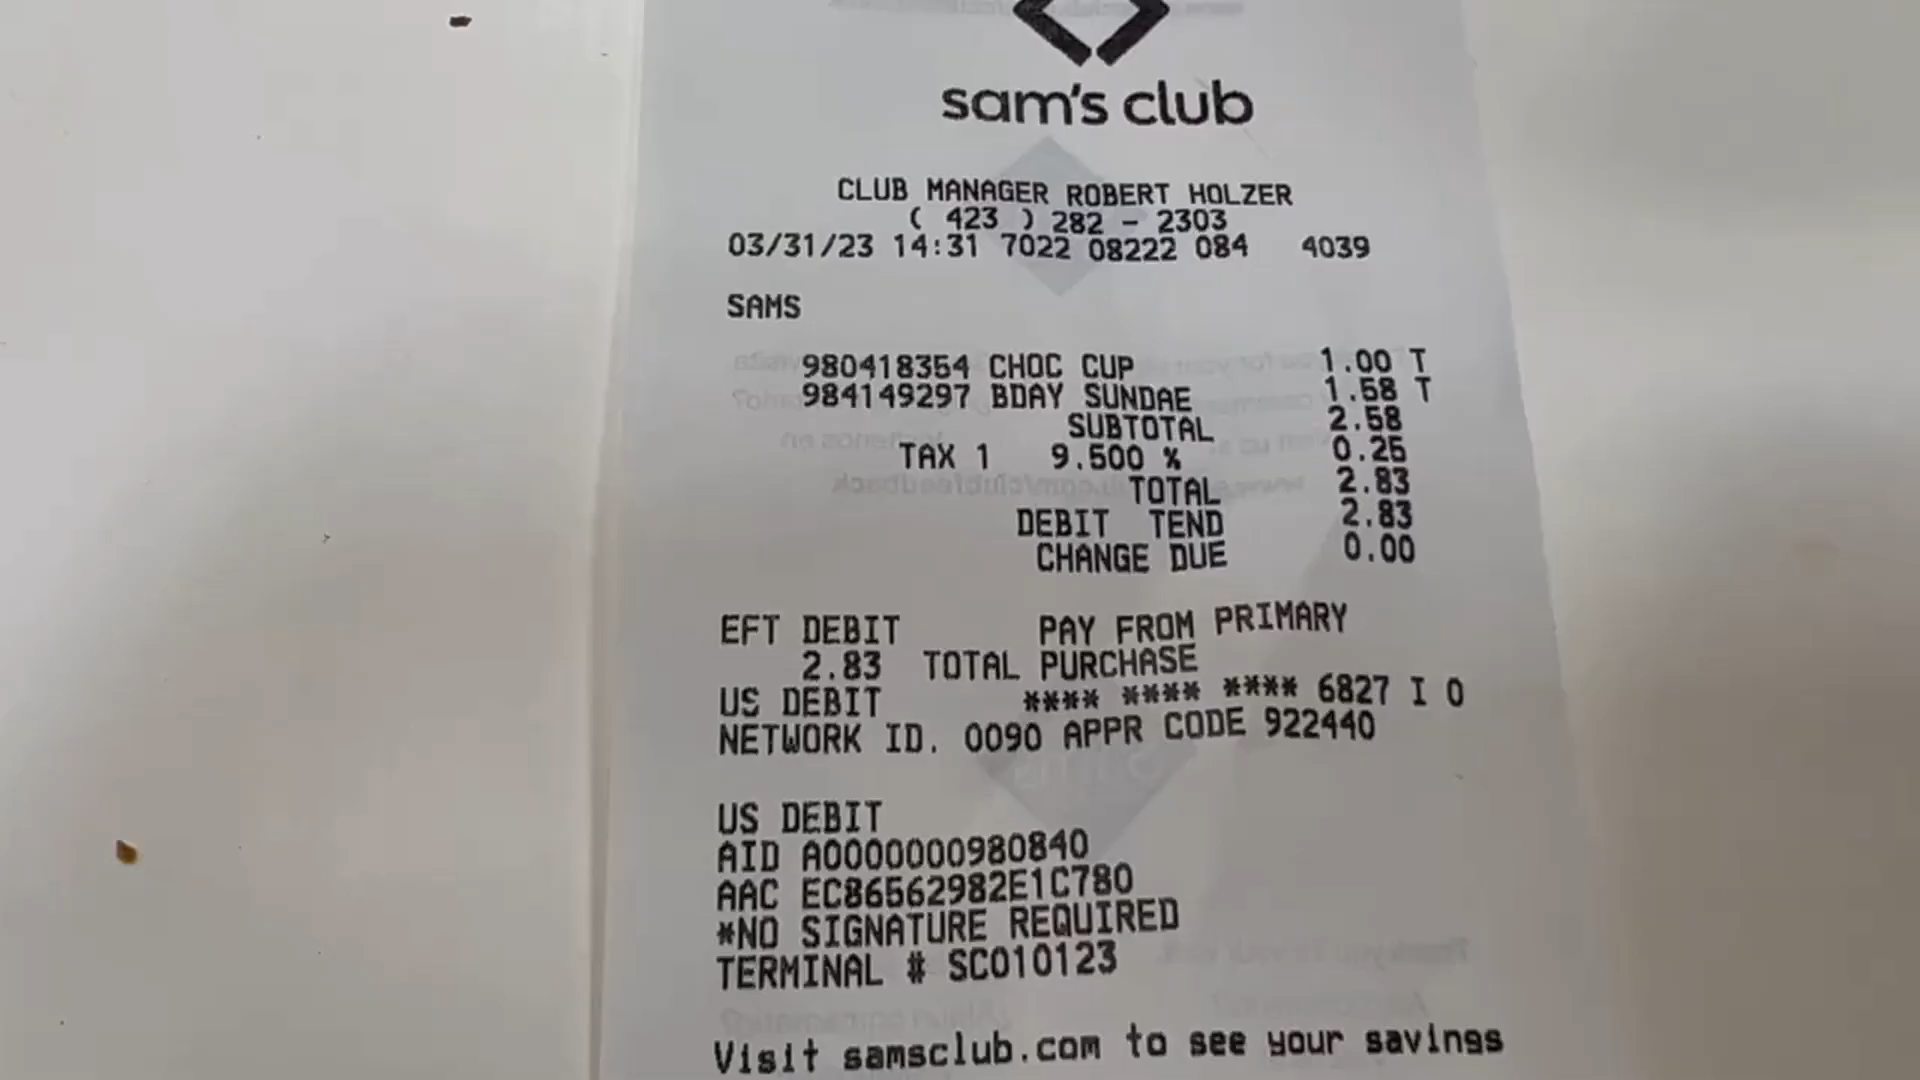 sam's club
CLUB MANAGER ROBERT HOLZER
( 423 ) 282 - 2303
03/31/23 14:31 7022 08222 084 4039
SAMS
980418354 CHOC CUP 1.00 T
984149297 BDAY SUNDAE 1.58 T
SUBTOTAL 2.58
TAX 1 9.500 % 0.25
TOTAL 2.83
DEBIT TEND 2.83
CHANGE DUE 0.00
EFT DEBIT PAY FROM PRIMARY
2.83 TOTAL PURCHASE
US DEBIT **** **** **** 6827 I 0
NETWORK ID. 0090 APPR CODE 922440
US DEBIT
AID A0000000980840
AAC EC86562982E1C780
*NO SIGNATURE REQUIRED
TERMINAL # SC010123
Visit samsclub.com to see your savings